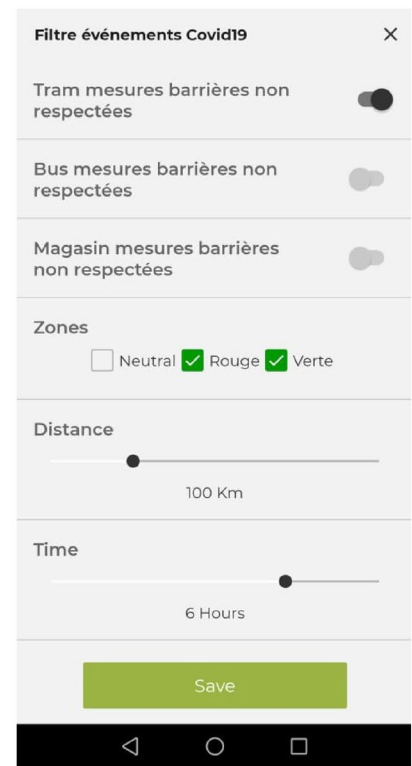 Filtre événements Covid19
Tram mesures barrières non
respectées
Bus mesures barrières non
respectées
Magasin mesures barrières
non respectées
Zones
Neutral Rouge Verte
Distance
100 Km
Time
6 Hours
Save